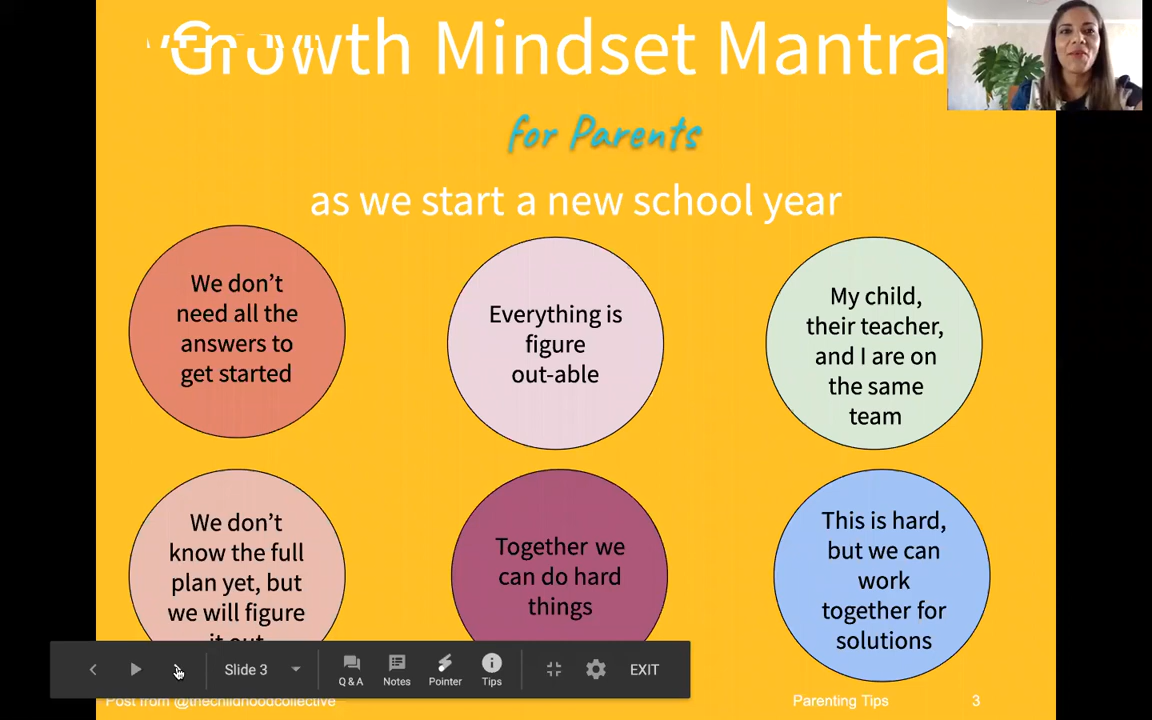 Growth Mindset Mantra
for Parents
as we start a new school year
We don't
need all the
answers to
get started
Everything is
figure
out-able
My child,
their teacher,
and I are on
the same
team
We don't
know the full
plan yet, but
we will figure
it out
Together we
can do hard
things
This is hard,
but we can
work
together for
solutions
Slide 3
Q & A
Notes
Pointer
Tips
EXIT
Post from @thechildhoodcollective
Parenting Tips
3